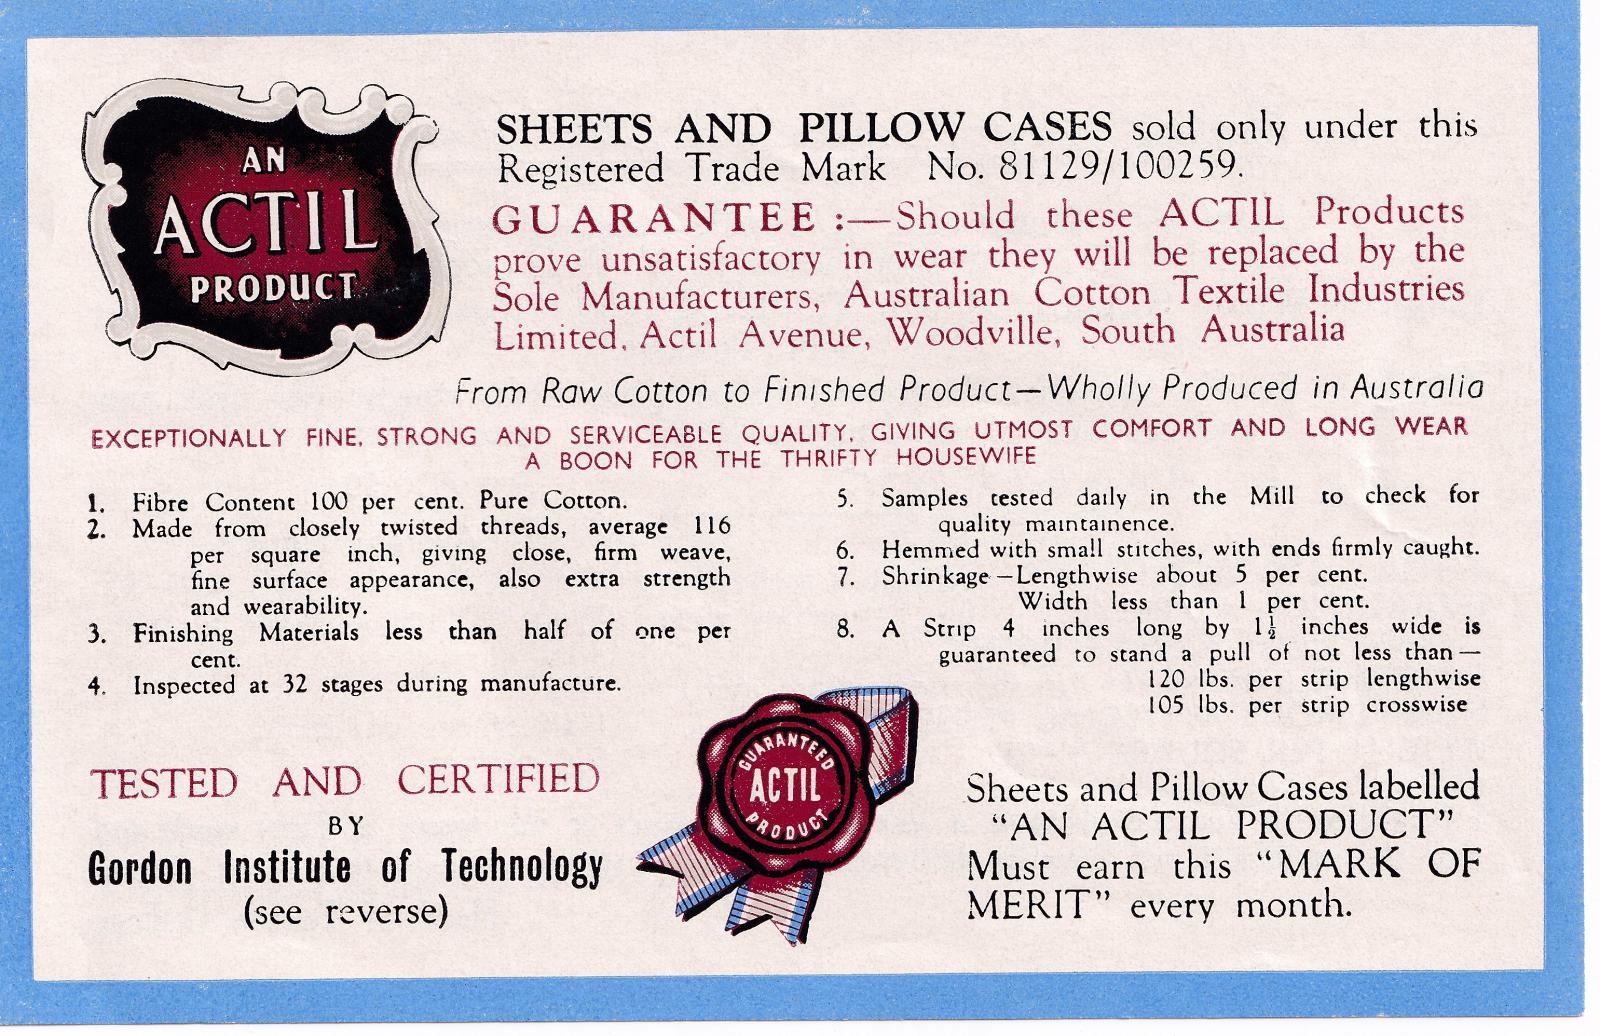 AN
ACTIL
PRODUCT
SHEETS AND PILLOW CASES sold only under this
Registered Trade Mark No. 81129/100259.
GUARANTEE :—Should these ACTIL Products
prove unsatisfactory in wear they will be replaced by the
Sole Manufacturers, Australian Cotton Textile Industries
Limited, Actil Avenue, Woodville, South Australia
From Raw Cotton to Finished Product—Wholly Produced in Australia
EXCEPTIONALLY FINE, STRONG AND SERVICEABLE QUALITY, GIVING UTMOST COMFORT AND LONG WEAR
A BOON FOR THE THRIFTY HOUSEWIFE
1. Fibre Content 100 per cent. Pure Cotton.
2. Made from closely twisted threads, average 116
per square inch, giving close, firm weave,
fine surface appearance, also extra strength
and wearability.
3. Finishing Materials less than half of one per
cent.
4. Inspected at 32 stages during manufacture.
5. Samples tested daily in the Mill to check for
quality maintainence.
6. Hemmed with small stitches, with ends firmly caught.
7. Shrinkage—Lengthwise about 5 per cent.
Width less than 1 per cent.
8. A Strip 4 inches long by 1½ inches wide is
guaranteed to stand a pull of not less than—
120 lbs. per strip lengthwise
105 lbs. per strip crosswise
TESTED AND CERTIFIED
BY
Gordon Institute of Technology
(see reverse)
GUARANTEED
ACTIL
PRODUCT
Sheets and Pillow Cases labelled
"AN ACTIL PRODUCT"
Must earn this "MARK OF
MERIT" every month.